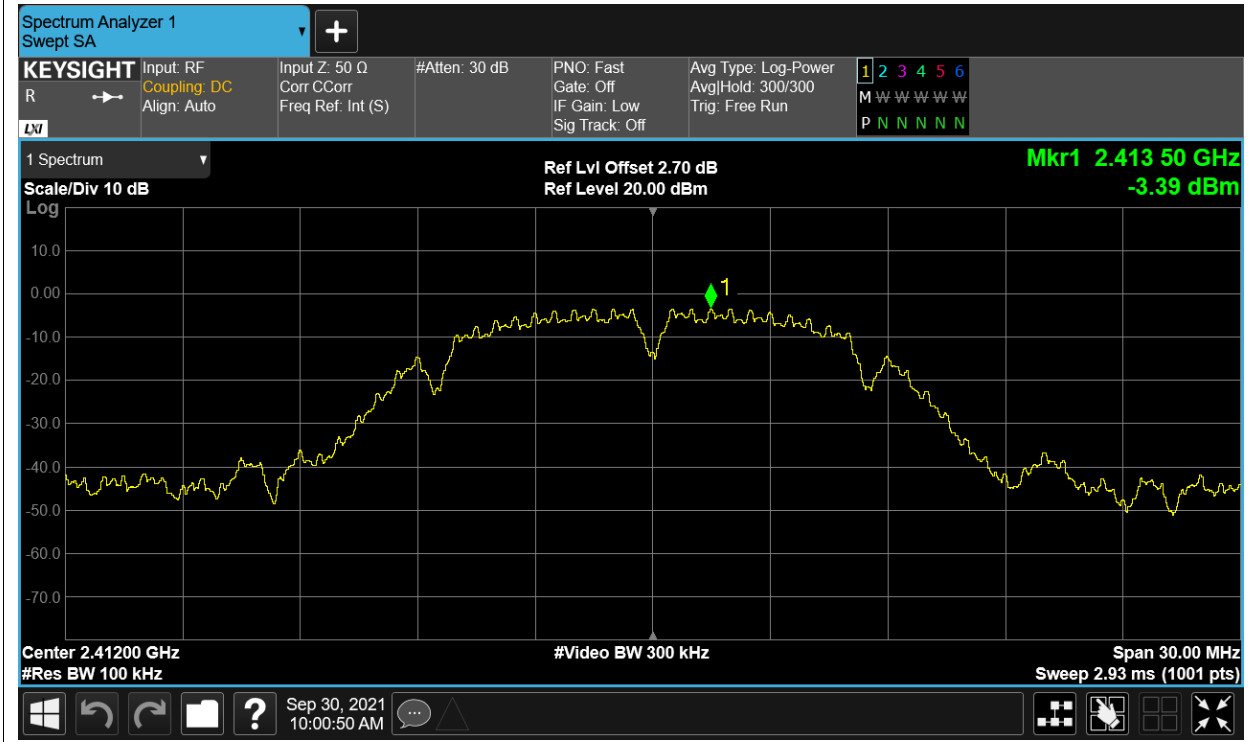 Spectrum Analyzer 1
Swept SA
+
KEYSIGHT
R
LXI
Input: RF
Coupling: DC
Align: Auto
Input Z: 50 Ω
Corr CCorr
Freq Ref: Int (S)
#Atten: 30 dB
PNO: Fast
Gate: Off
IF Gain: Low
Sig Track: Off
Avg Type: Log-Power
Avg|Hold: 300/300
Trig: Free Run
1 2 3 4 5 6
M W W W W W
P N N N N N
1 Spectrum
Scale/Div 10 dB
Log
Ref Lvl Offset 2.70 dB
Ref Level 20.00 dBm
Mkr1 2.413 50 GHz
-3.39 dBm
10.0
0.00
-10.0
-20.0
-30.0
-40.0
-50.0
-60.0
-70.0
1
Center 2.41200 GHz
#Res BW 100 kHz
#Video BW 300 kHz
Span 30.00 MHz
Sweep 2.93 ms (1001 pts)
?
Sep 30, 2021
10:00:50 AM